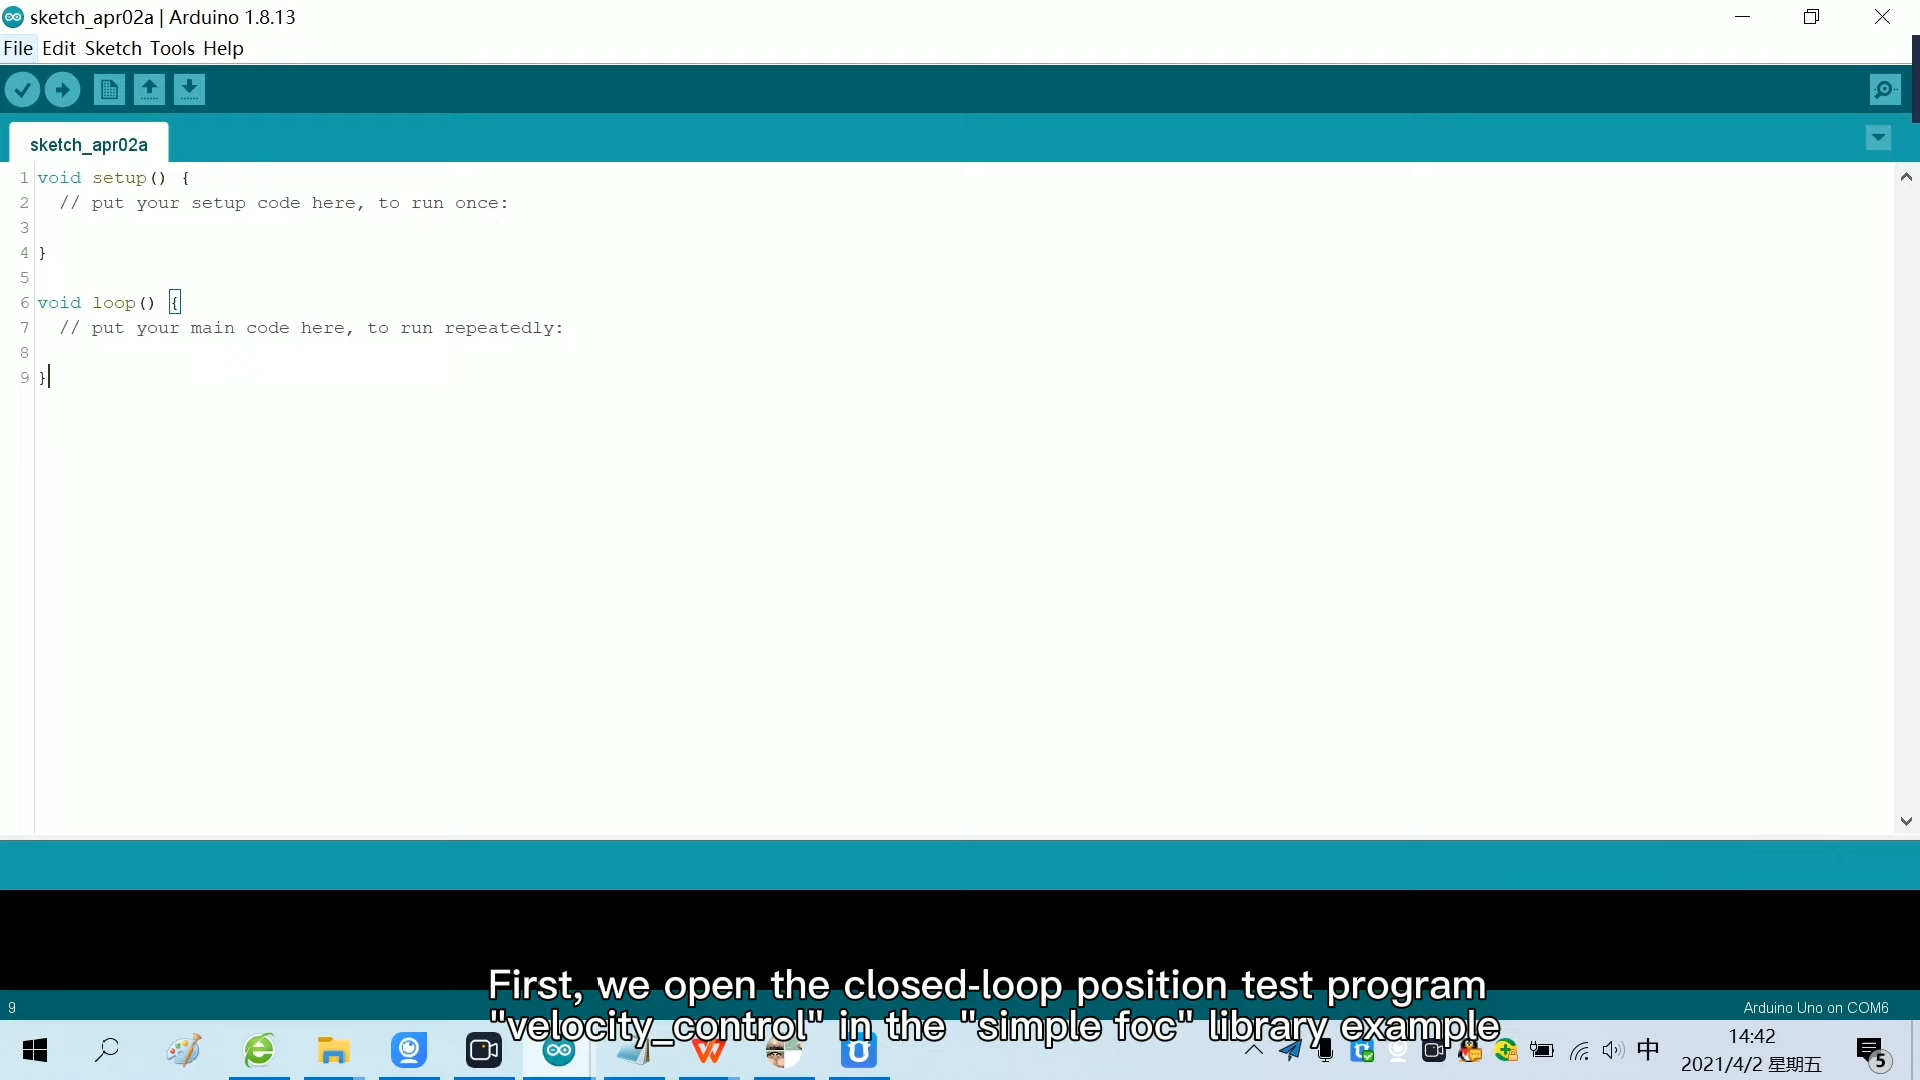 sketch_apr02a | Arduino 1.8.13
File Edit Sketch Tools Help
sketch_apr02a
1 void setup() {
2 // put your setup code here, to run once:
3
4 }
5
6 void loop() {
7 // put your main code here, to run repeatedly:
8
9 }
First, we open the closed-loop position test program
"velocity_control" in the "simple foc" library example
9
Arduino Uno on COM6
中
14:42
2021/4/2 星期五
5